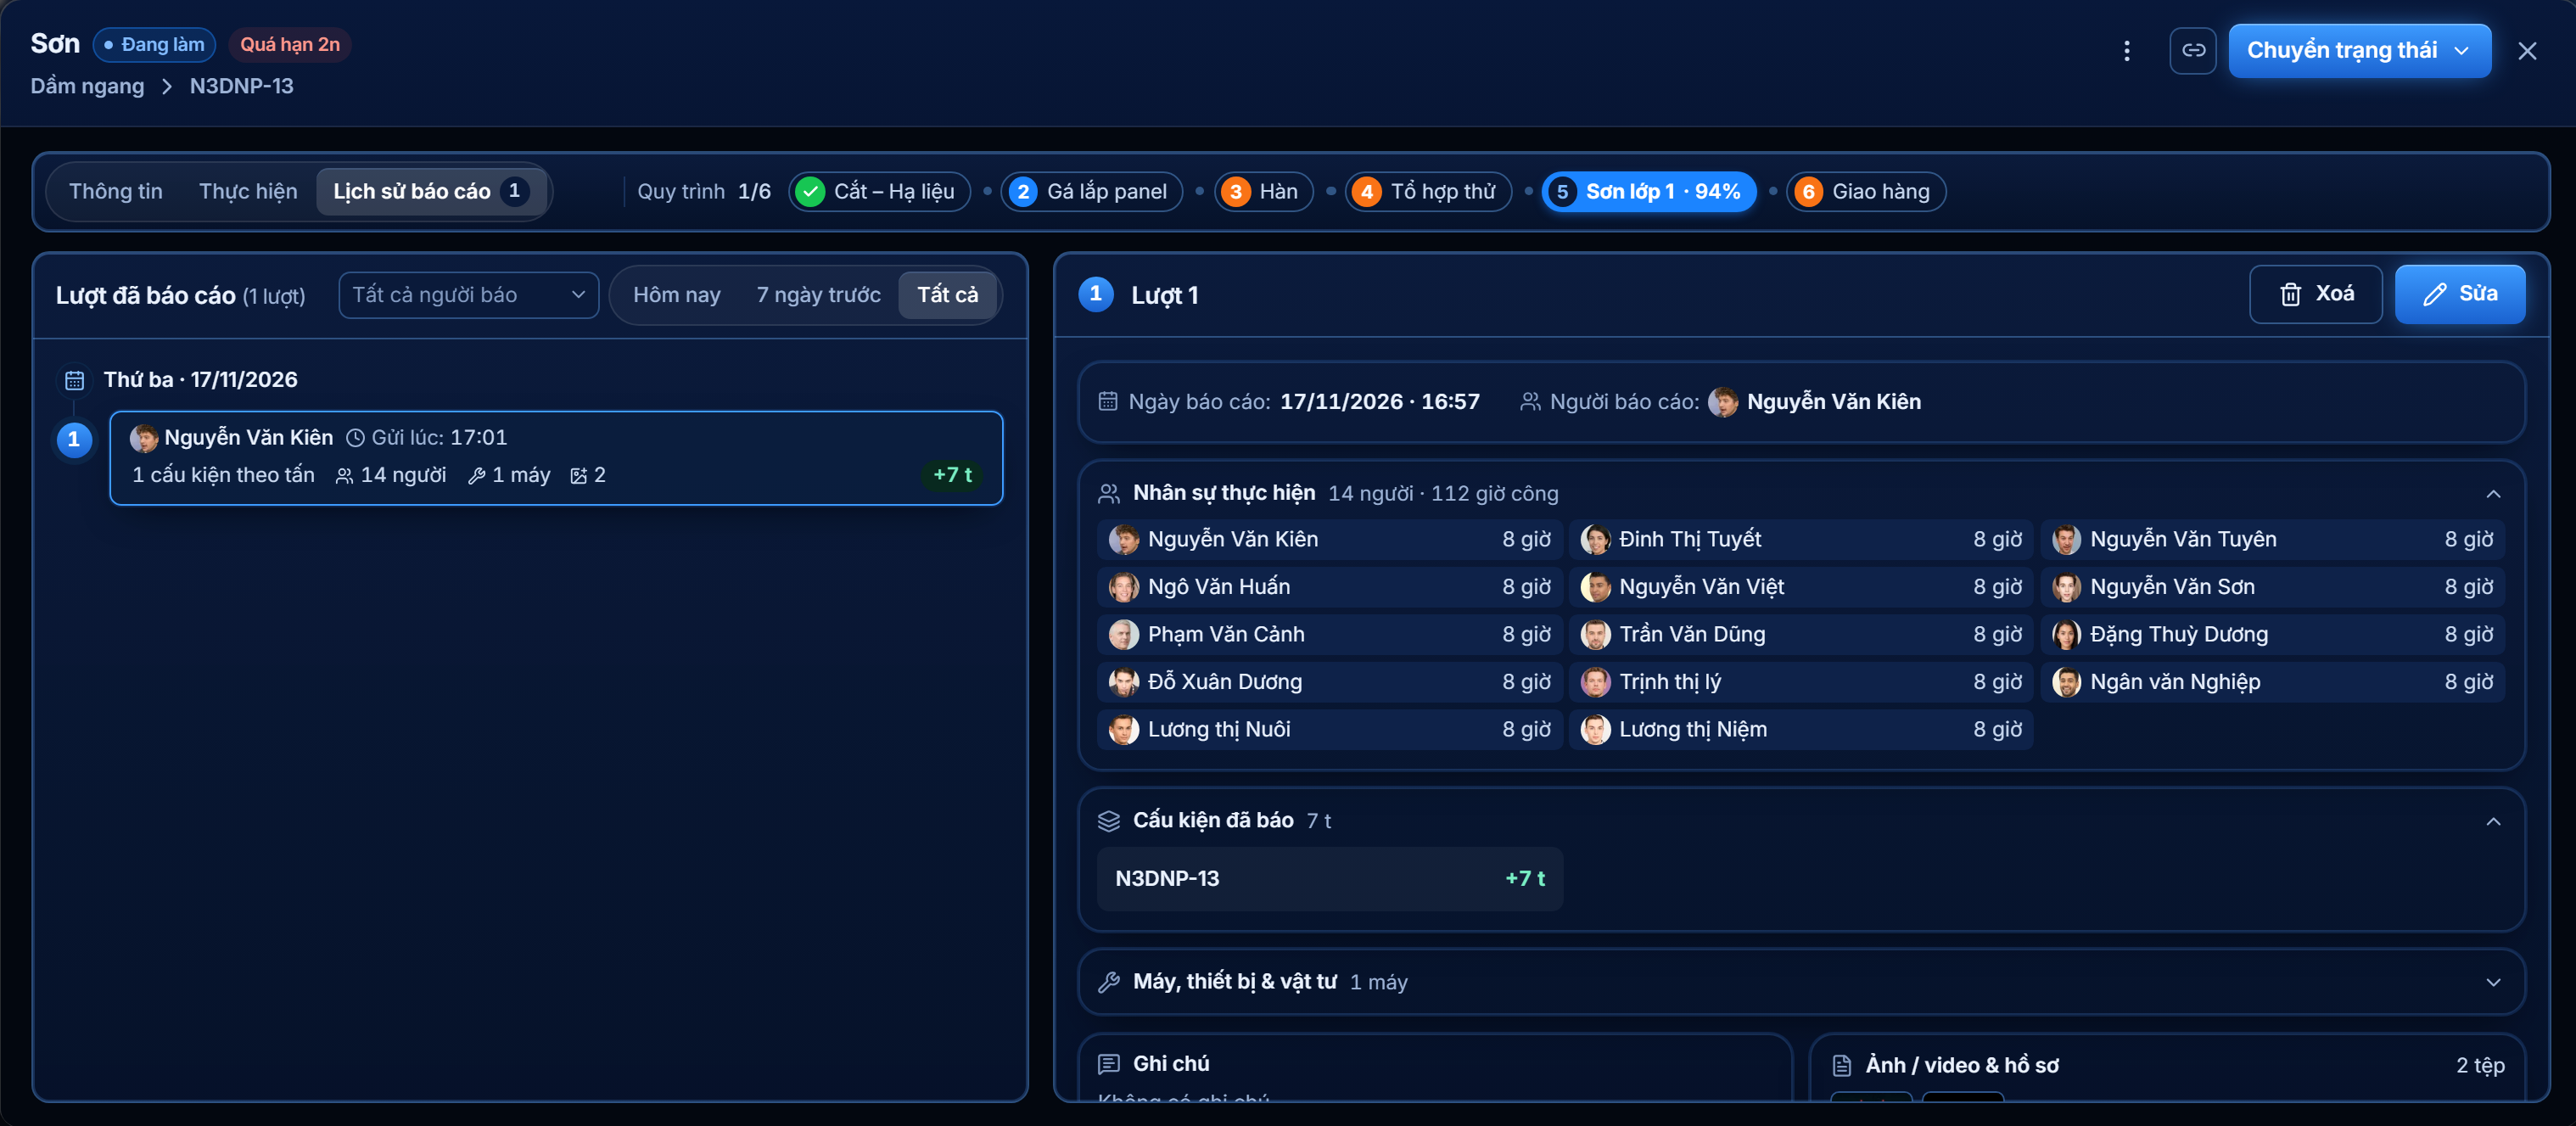 Sơn Đang làm Quá hạn 2n
Chuyển trạng thái
Dầm ngang > N3DNP-13
Thông tin Thực hiện Lịch sử báo cáo 1 Quy trình 1/6 Cắt – Hạ liệu 2 Gá lắp panel 3 Hàn 4 Tổ hợp thử 5 Sơn lớp 1 · 94% 6 Giao hàng
Lượt đã báo cáo (1 lượt) Tất cả người báo Hôm nay 7 ngày trước Tất cả
Thứ ba · 17/11/2026
1 Nguyễn Văn Kiên Gửi lúc: 17:01
1 cấu kiện theo tấn 14 người 1 máy 2 +7 t
1 Lượt 1 Xoá Sửa
Ngày báo cáo: 17/11/2026 · 16:57 Người báo cáo: Nguyễn Văn Kiên
Nhân sự thực hiện 14 người · 112 giờ công
Nguyễn Văn Kiên 8 giờ Đinh Thị Tuyết 8 giờ Nguyễn Văn Tuyên 8 giờ
Ngô Văn Huấn 8 giờ Nguyễn Văn Việt 8 giờ Nguyễn Văn Sơn 8 giờ
Phạm Văn Cảnh 8 giờ Trần Văn Dũng 8 giờ Đặng Thuỳ Dương 8 giờ
Đỗ Xuân Dương 8 giờ Trịnh thị lý 8 giờ Ngân văn Nghiệp 8 giờ
Lương thị Nuôi 8 giờ Lương thị Niệm 8 giờ
Cấu kiện đã báo 7 t
N3DNP-13 +7 t
Máy, thiết bị & vật tư 1 máy
Ghi chú
Không có ghi chú
Ảnh / video & hồ sơ 2 tệp